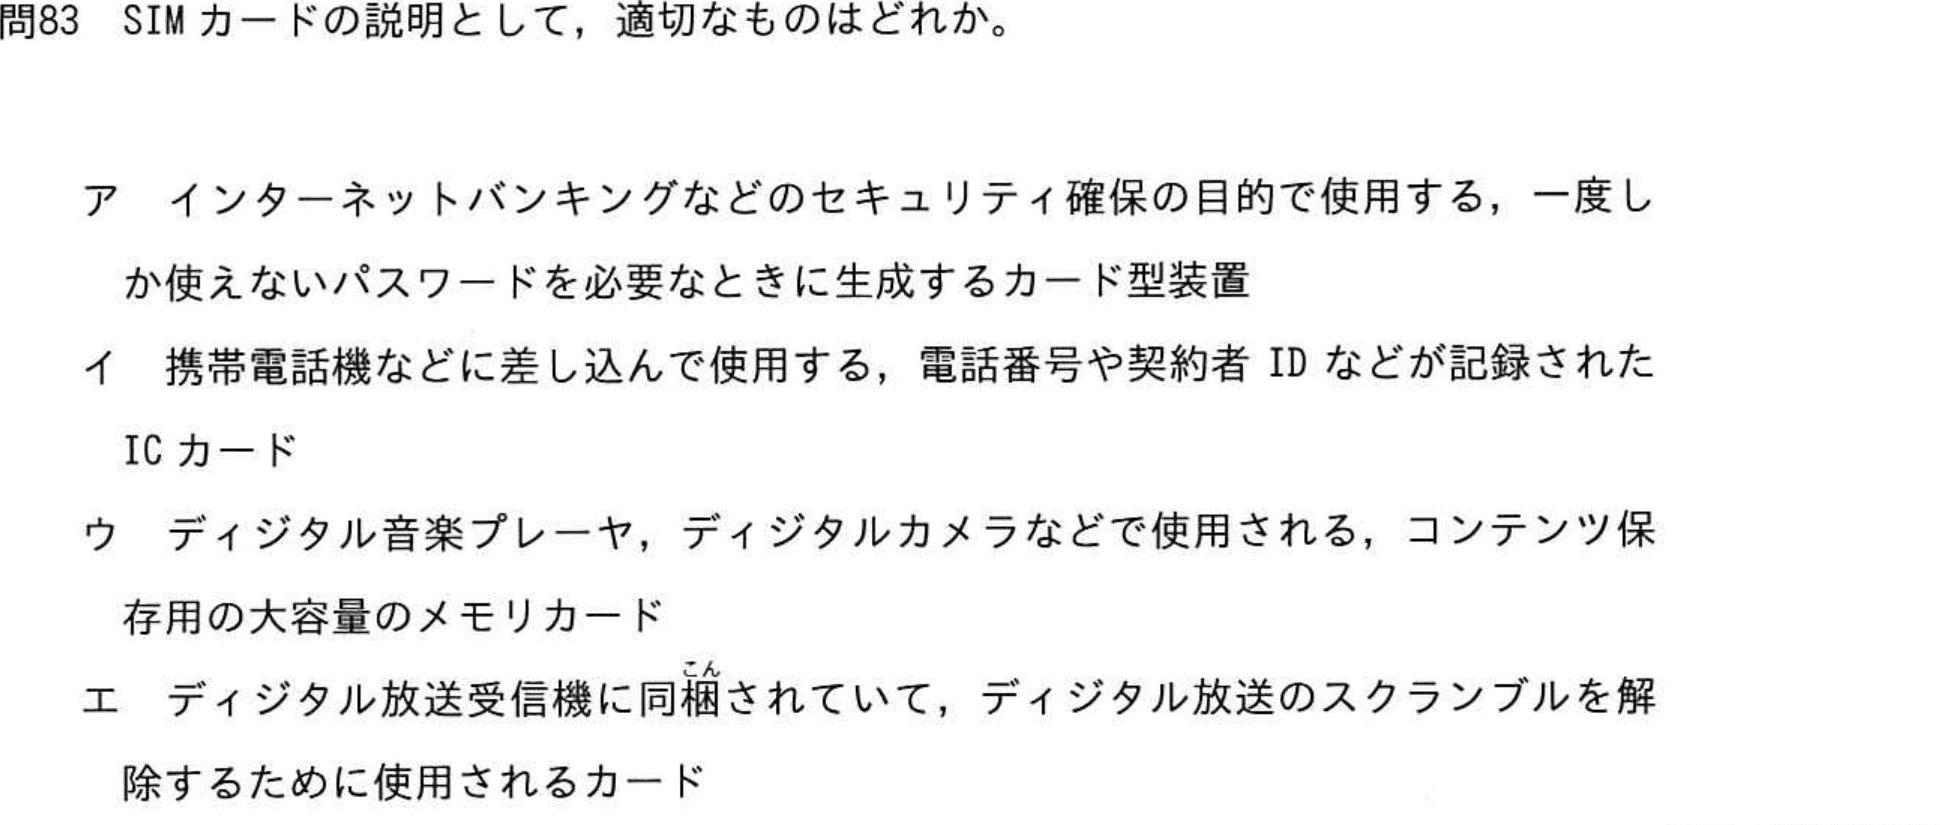 問83　SIM カードの説明として，適切なものはどれか。
ア　インターネットバンキングなどのセキュリティ確保の目的で使用する，一度し
か使えないパスワードを必要なときに生成するカード型装置
イ　携帯電話機などに差し込んで使用する，電話番号や契約者 ID などが記録された
IC カード
ウ　ディジタル音楽プレーヤ，ディジタルカメラなどで使用される，コンテンツ保
存用の大容量のメモリカード
こん
エ　ディジタル放送受信機に同梱されていて，ディジタル放送のスクランブルを解
除するために使用されるカード